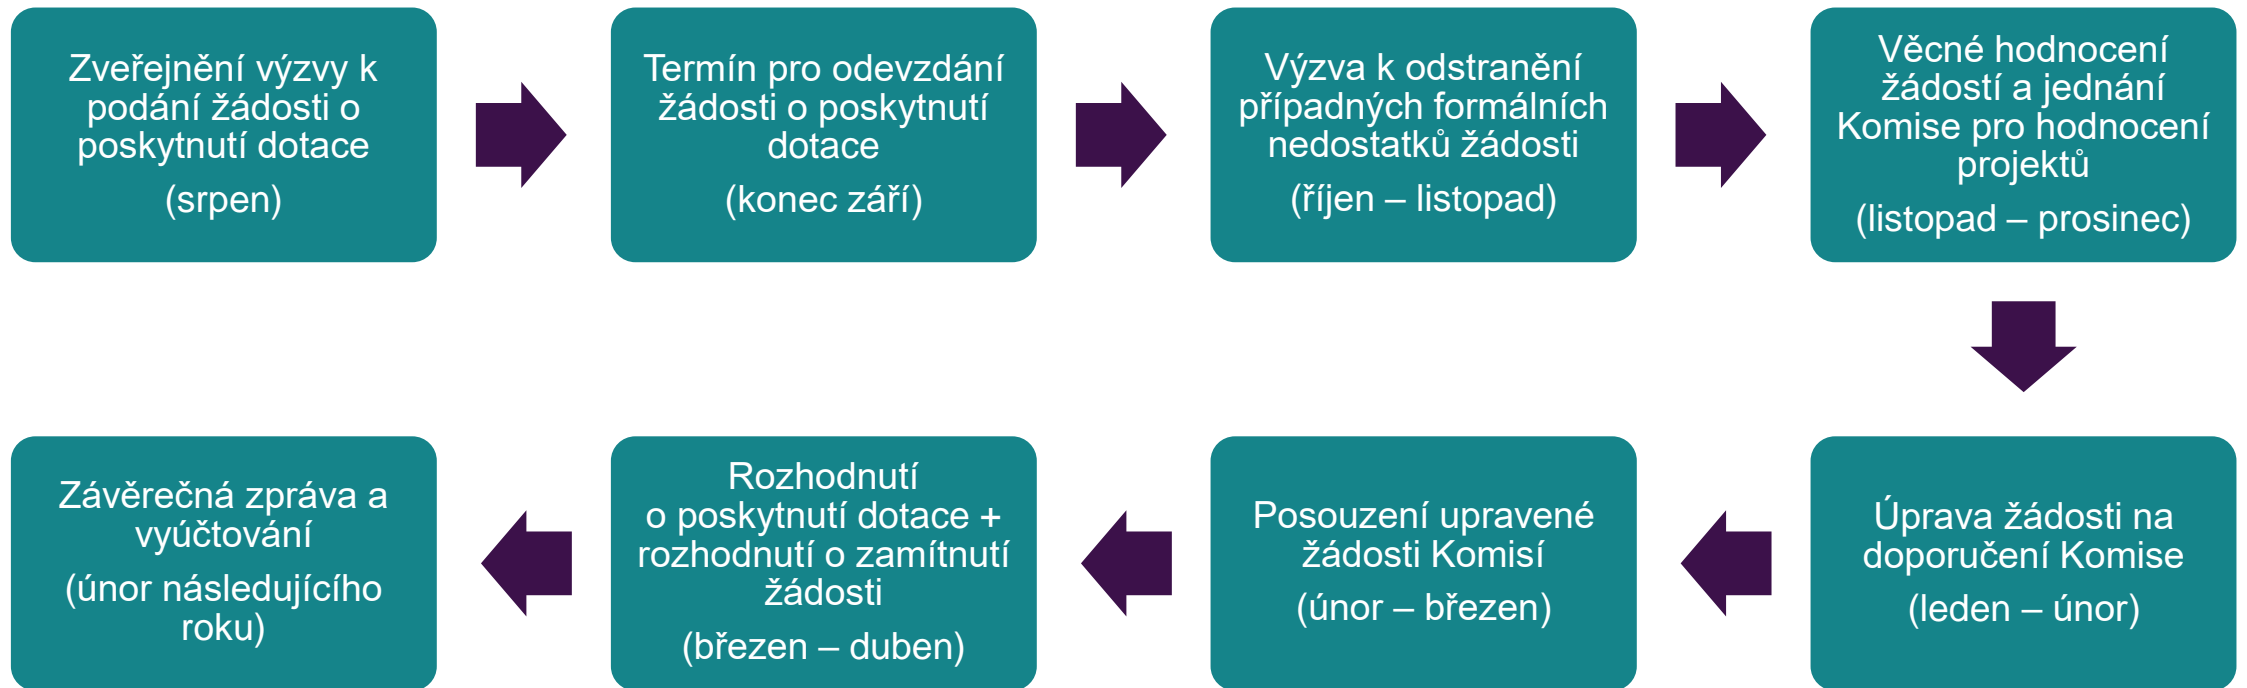 Zveřejnění výzvy k
podání žádosti o
poskytnutí dotace
(srpen)
Termín pro odevzdání
žádosti o poskytnutí
dotace
(konec září)
Výzva k odstranění
případných formálních
nedostatků žádosti
(říjen – listopad)
Věcné hodnocení
žádostí a jednání
Komise pro hodnocení
projektů
(listopad – prosinec)
Úprava žádosti na
doporučení Komise
(leden – únor)
Posouzení upravené
žádosti Komisí
(únor – březen)
Rozhodnutí
o poskytnutí dotace +
rozhodnutí o zamítnutí
žádosti
(březen – duben)
Závěrečná zpráva a
vyúčtování
(únor následujícího
roku)